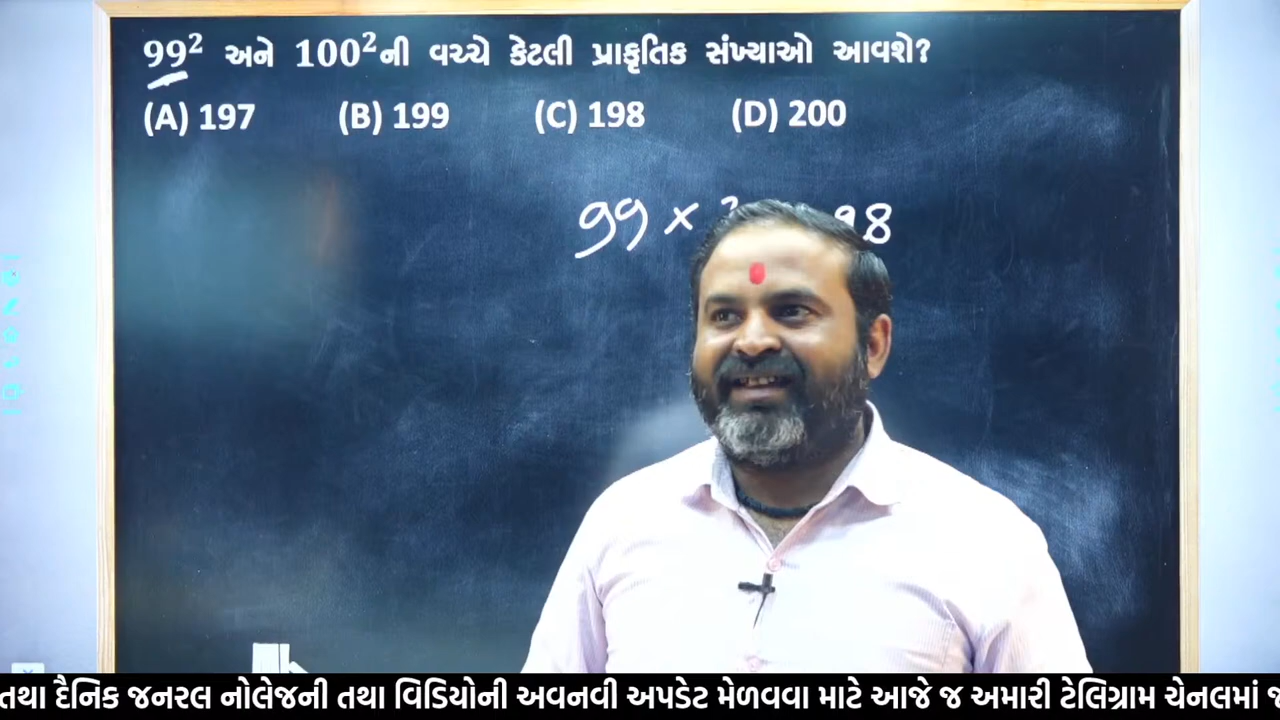 99² અને 100²ની વચ્ચે કેટલી પ્રાકૃતિક સંખ્યાઓ આવશે?
(A) 197 (B) 199 (C) 198 (D) 200
99 × 98
તથા દૈનિક જનરલ નોલેજની તથા વિડિયોની અવનવી અપડેટ મેળવવા માટે આજે જ અમારી ટેલિગ્રામ ચેનલમાં